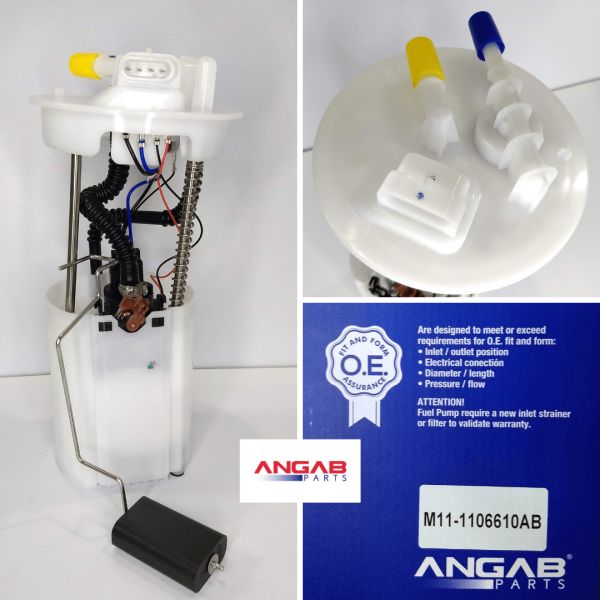 ANGAB
PARTS
FIT AND FORM
O.E.
ASSURANCE
Are designed to meet or exceed
requirements for O.E. fit and form:
• Inlet / outlet position
• Electrical conectión
• Diameter / length
• Pressure / flow
ATTENTION!
Fuel Pump require a new inlet strainer
or filter to validate warranty.
M11-1106610AB
ANGAB®
PARTS